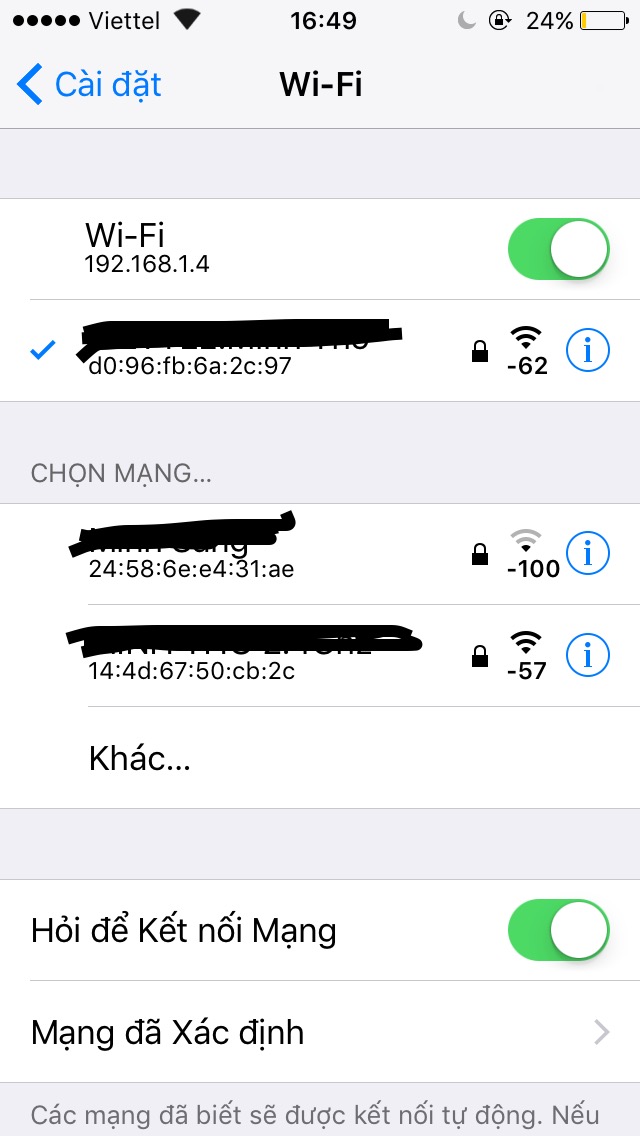 Viettel 16:49 24%
Cài đặt Wi-Fi
Wi-Fi
192.168.1.4
d0:96:fb:6a:2c:97 -62
CHỌN MẠNG...
24:58:6e:e4:31:ae -100
14:4d:67:50:cb:2c -57
Khác...
Hỏi để Kết nối Mạng
Mạng đã Xác định
Các mạng đã biết sẽ được kết nối tự động. Nếu